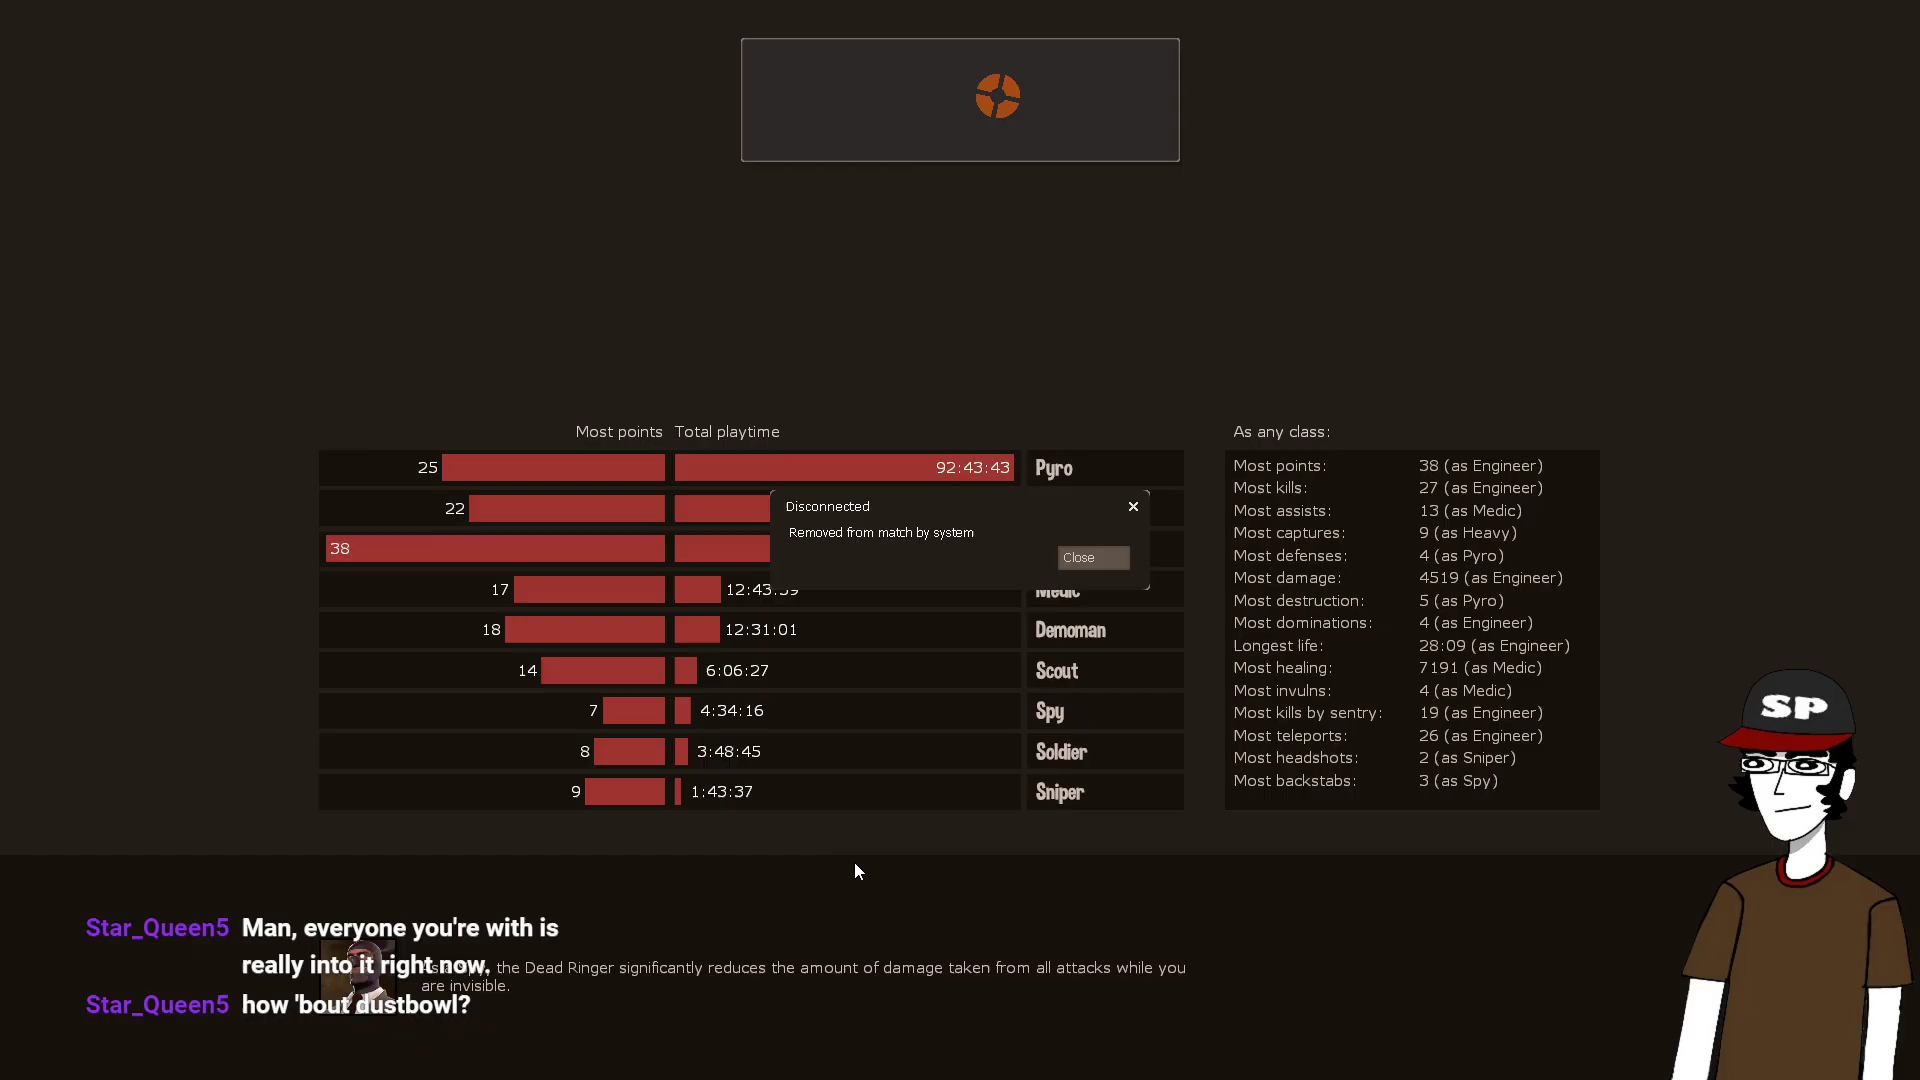 Most points Total playtime
As any class:
25 92:43:43 Pyro
22
38
17 12:43:59 Medic
18 12:31:01 Demoman
14 6:06:27 Scout
7 4:34:16 Spy
8 3:48:45 Soldier
9 1:43:37 Sniper
Disconnected
Removed from match by system
Close
Most points: 38 (as Engineer)
Most kills: 27 (as Engineer)
Most assists: 13 (as Medic)
Most captures: 9 (as Heavy)
Most defenses: 4 (as Pyro)
Most damage: 4519 (as Engineer)
Most destruction: 5 (as Pyro)
Most dominations: 4 (as Engineer)
Longest life: 28:09 (as Engineer)
Most healing: 7191 (as Medic)
Most invulns: 4 (as Medic)
Most kills by sentry: 19 (as Engineer)
Most teleports: 26 (as Engineer)
Most headshots: 2 (as Sniper)
Most backstabs: 3 (as Spy)
SP
Star_Queen5 Man, everyone you're with is
really into it right now.
the Dead Ringer significantly reduces the amount of damage taken from all attacks while you
are invisible.
Star_Queen5 how 'bout dustbowl?